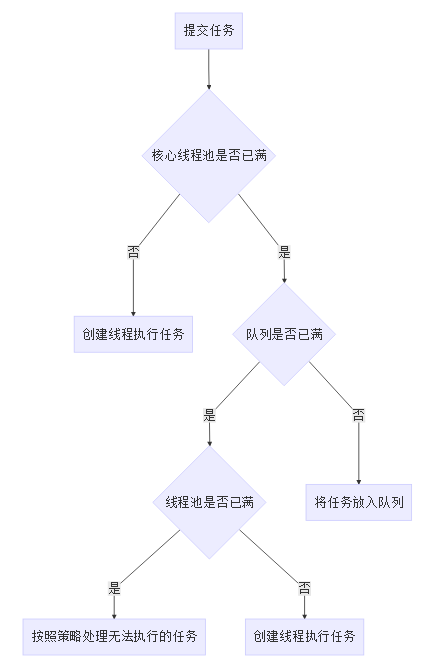 提交任务
核心线程池是否已满
否
是
创建线程执行任务
队列是否已满
是
否
线程池是否已满
将任务放入队列
是
否
按照策略处理无法执行的任务
创建线程执行任务